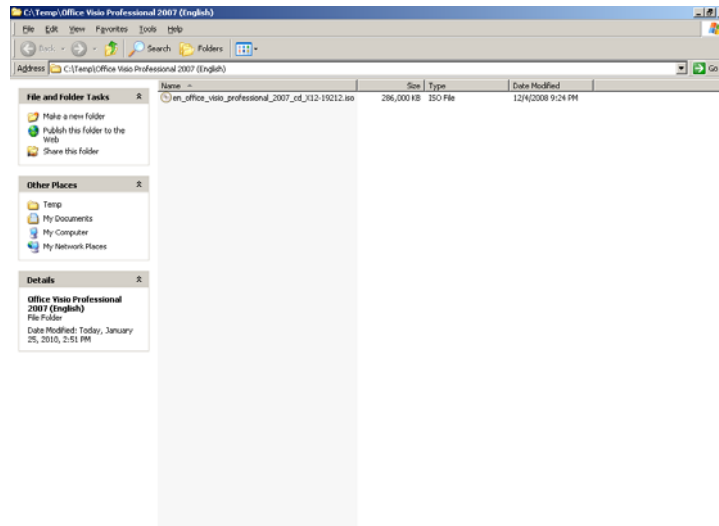 C:\Temp\Office Visio Professional 2007 (English)
File Edit View Favorites Tools Help
Back Search Folders
Address C:\Temp\Office Visio Professional 2007 (English) Go
Name Size Type Date Modified
en_office_visio_professional_2007_cd_X12-19212.iso 286,000 KB ISO File 12/4/2008 9:24 PM
File and Folder Tasks
Make a new folder
Publish this folder to the
Web
Share this folder
Other Places
Temp
My Documents
My Computer
My Network Places
Details
Office Visio Professional
2007 (English)
File Folder
Date Modified: Today, January
25, 2010, 2:51 PM